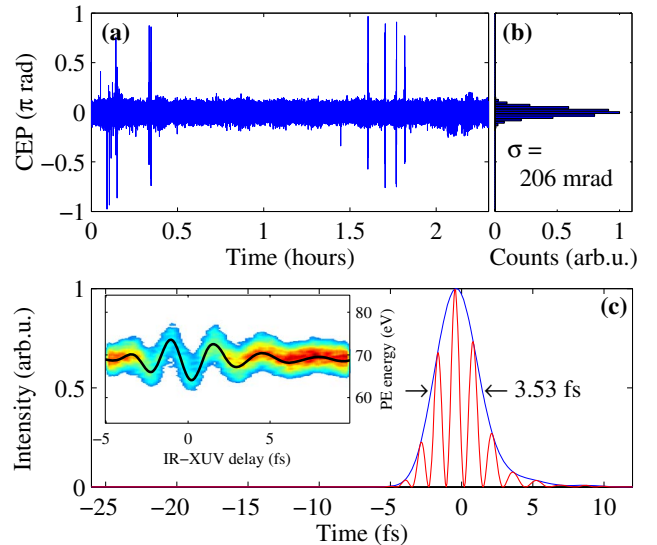 (a)
(b)
CEP (π rad)
1
0.5
0
−0.5
−1
σ =
206 mrad
0 0.5 1 1.5 2
0 1
Time (hours)
Counts (arb.u.)
(c)
Intensity (arb.u.)
1
0.5
0
80
70
60
PE energy (eV)
−5 0 5
IR−XUV delay (fs)
3.53 fs
−25 −20 −15 −10 −5 0 5 10
Time (fs)